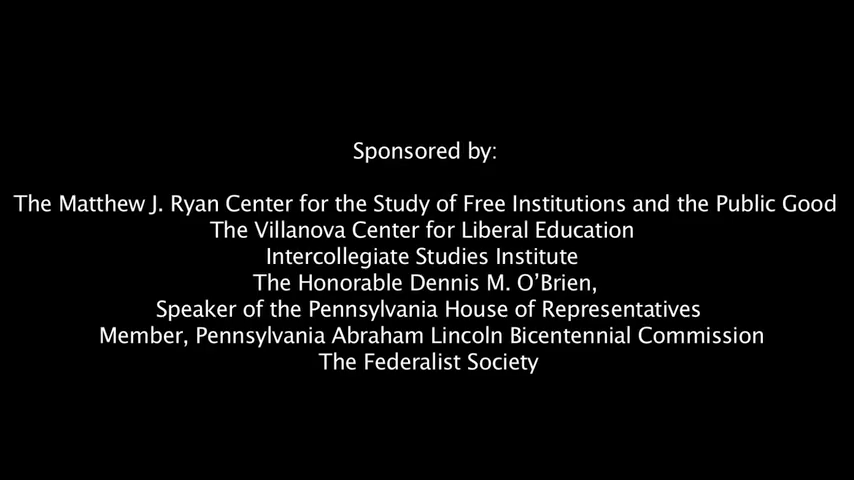 Sponsored by:
The Matthew J. Ryan Center for the Study of Free Institutions and the Public Good
The Villanova Center for Liberal Education
Intercollegiate Studies Institute
The Honorable Dennis M. O’Brien,
Speaker of the Pennsylvania House of Representatives
Member, Pennsylvania Abraham Lincoln Bicentennial Commission
The Federalist Society